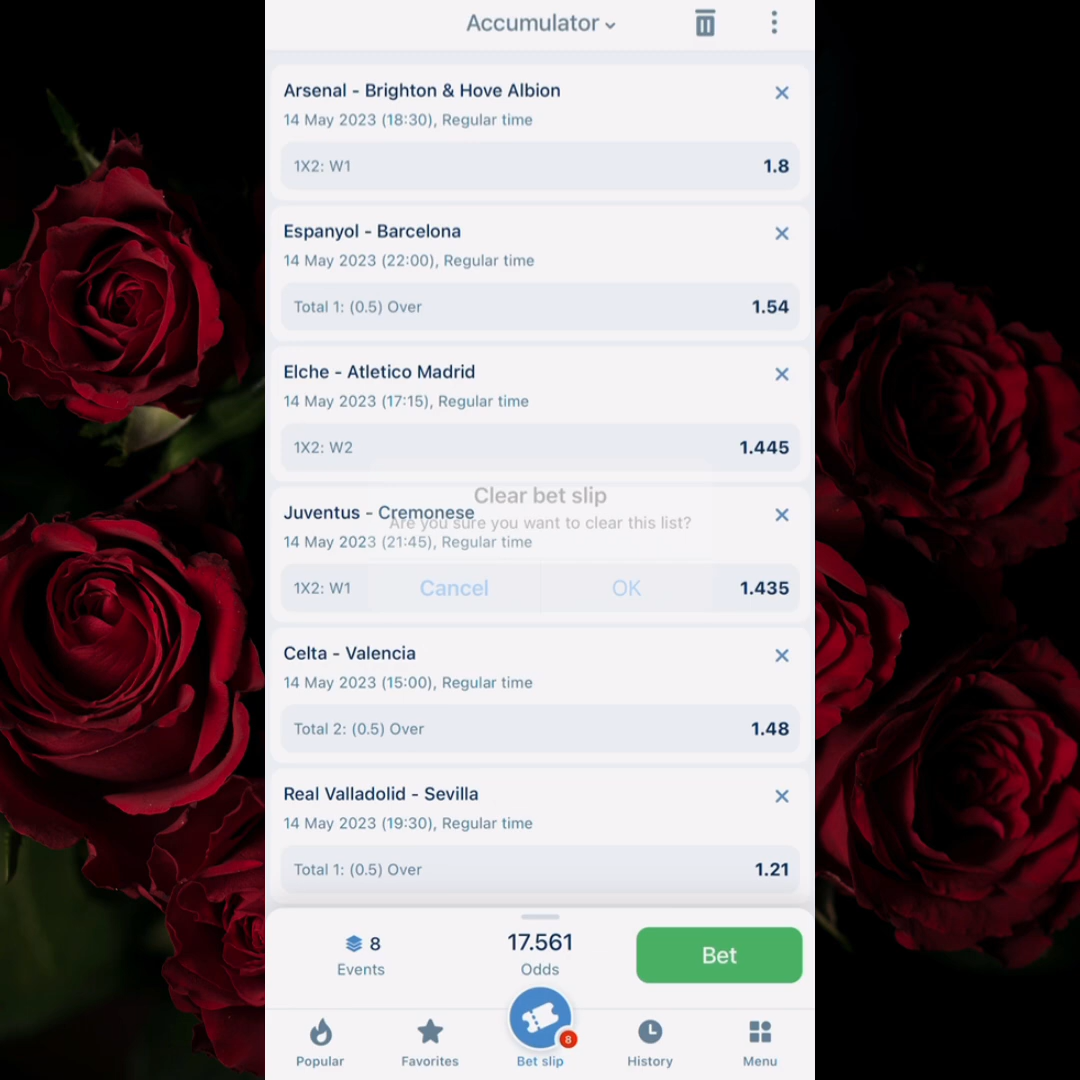 Accumulator
Arsenal - Brighton & Hove Albion
14 May 2023 (18:30), Regular time
1X2: W1 1.8
Espanyol - Barcelona
14 May 2023 (22:00), Regular time
Total 1: (0.5) Over 1.54
Elche - Atletico Madrid
14 May 2023 (17:15), Regular time
1X2: W2 1.445
Clear bet slip
Juventus - Cremonese
Are you sure you want to clear this list?
14 May 2023 (21:45), Regular time
1X2: W1 Cancel OK 1.435
Celta - Valencia
14 May 2023 (15:00), Regular time
Total 2: (0.5) Over 1.48
Real Valladolid - Sevilla
14 May 2023 (19:30), Regular time
Total 1: (0.5) Over 1.21
8 17.561 Bet
Events Odds
8
Popular Favorites Bet slip History Menu